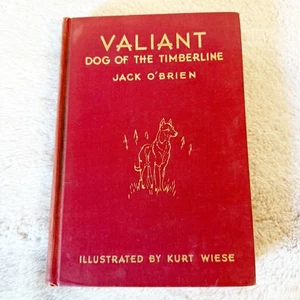 VALIANT
DOG OF THE TIMBERLINE
JACK O'BRIEN
ILLUSTRATED BY KURT WIESE